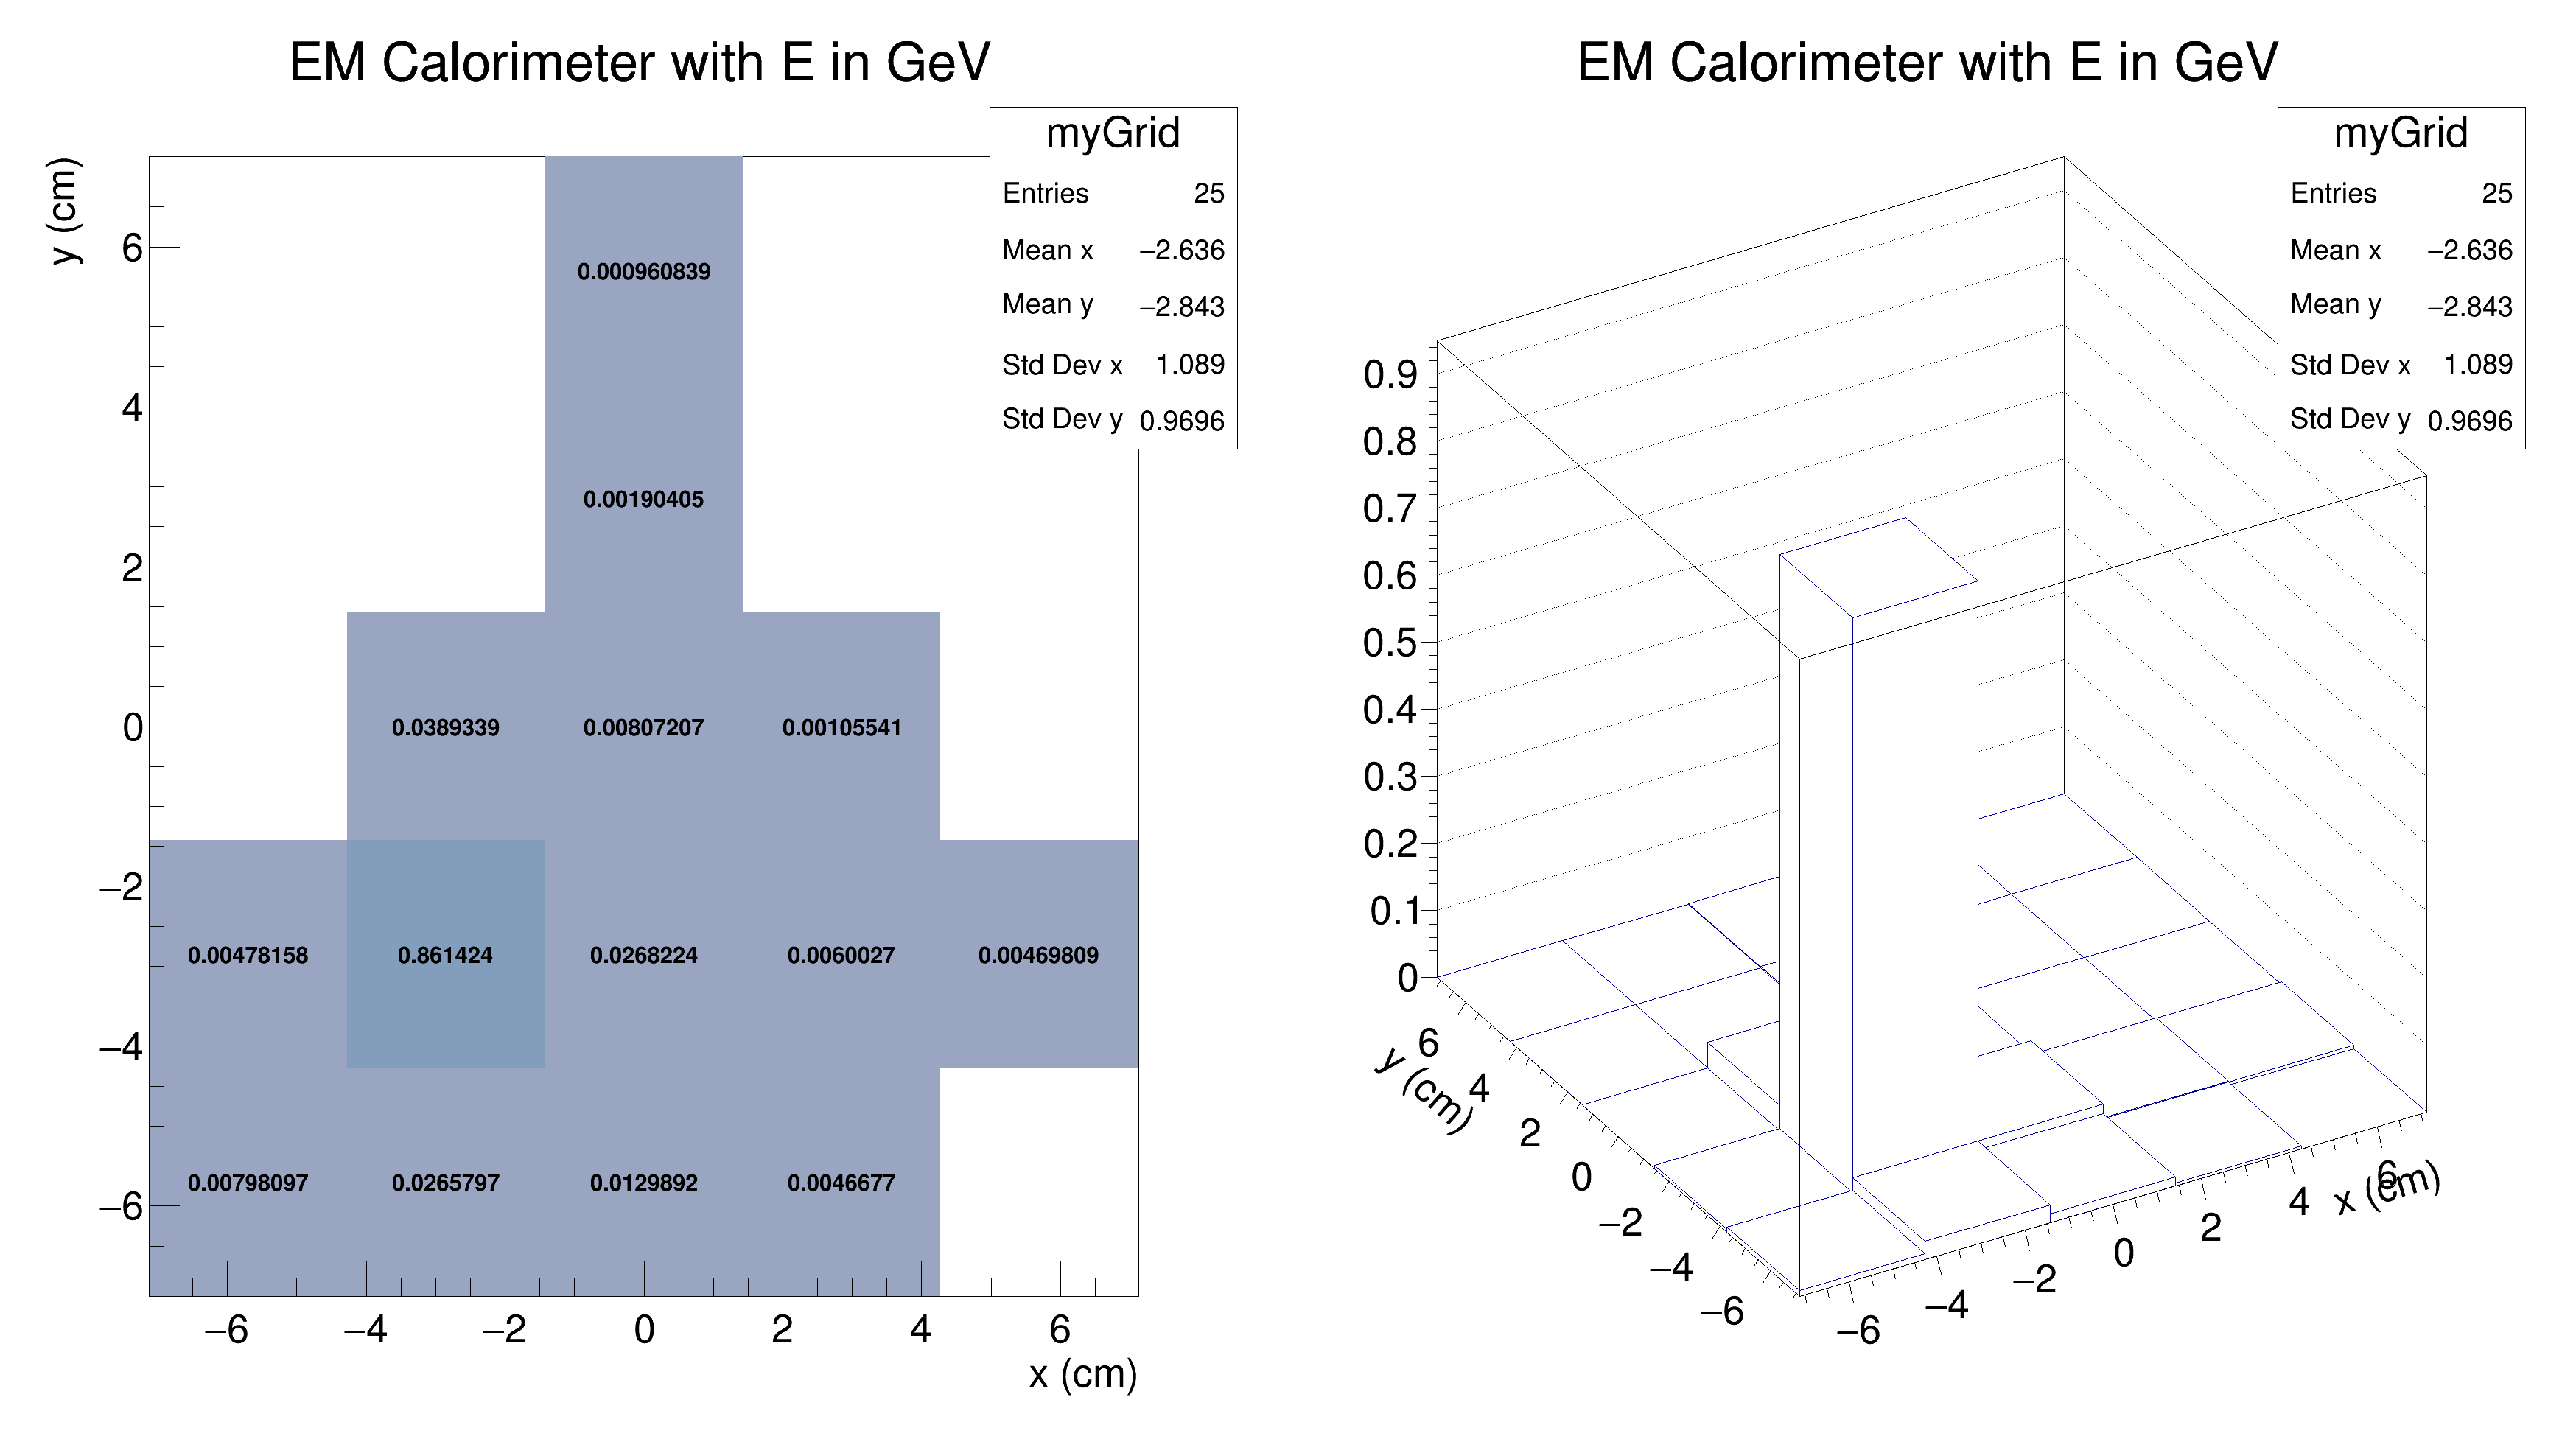 EM Calorimeter with E in GeV
myGrid
Entries 25
Mean x −2.636
Mean y −2.843
Std Dev x 1.089
Std Dev y 0.9696
y (cm)
6
4
2
0
−2
−4
−6
0.000960839
0.00190405
0.0389339 0.00807207 0.00105541
0.00478158 0.861424 0.0268224 0.0060027 0.00469809
0.00798097 0.0265797 0.0129892 0.0046677
−6 −4 −2 0 2 4 6
x (cm)
EM Calorimeter with E in GeV
myGrid
Entries 25
Mean x −2.636
Mean y −2.843
Std Dev x 1.089
Std Dev y 0.9696
0.9
0.8
0.7
0.6
0.5
0.4
0.3
0.2
0.1
0
6
4
2
0
−2
−4
−6
y (cm)
−6
−4
−2
0
2
4
6
x (cm)